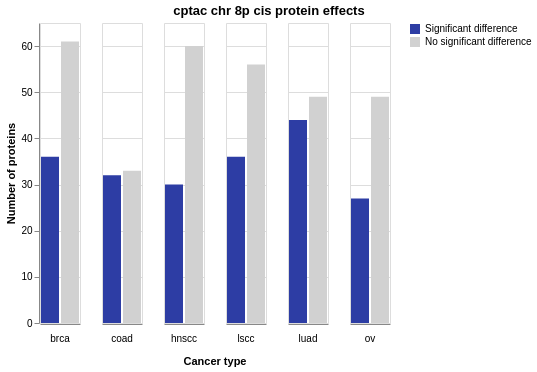 cptac chr 8p cis protein effects
Significant difference
No significant difference
Number of proteins
60
50
40
30
20
10
0
brca coad hnscc lscc luad ov
Cancer type